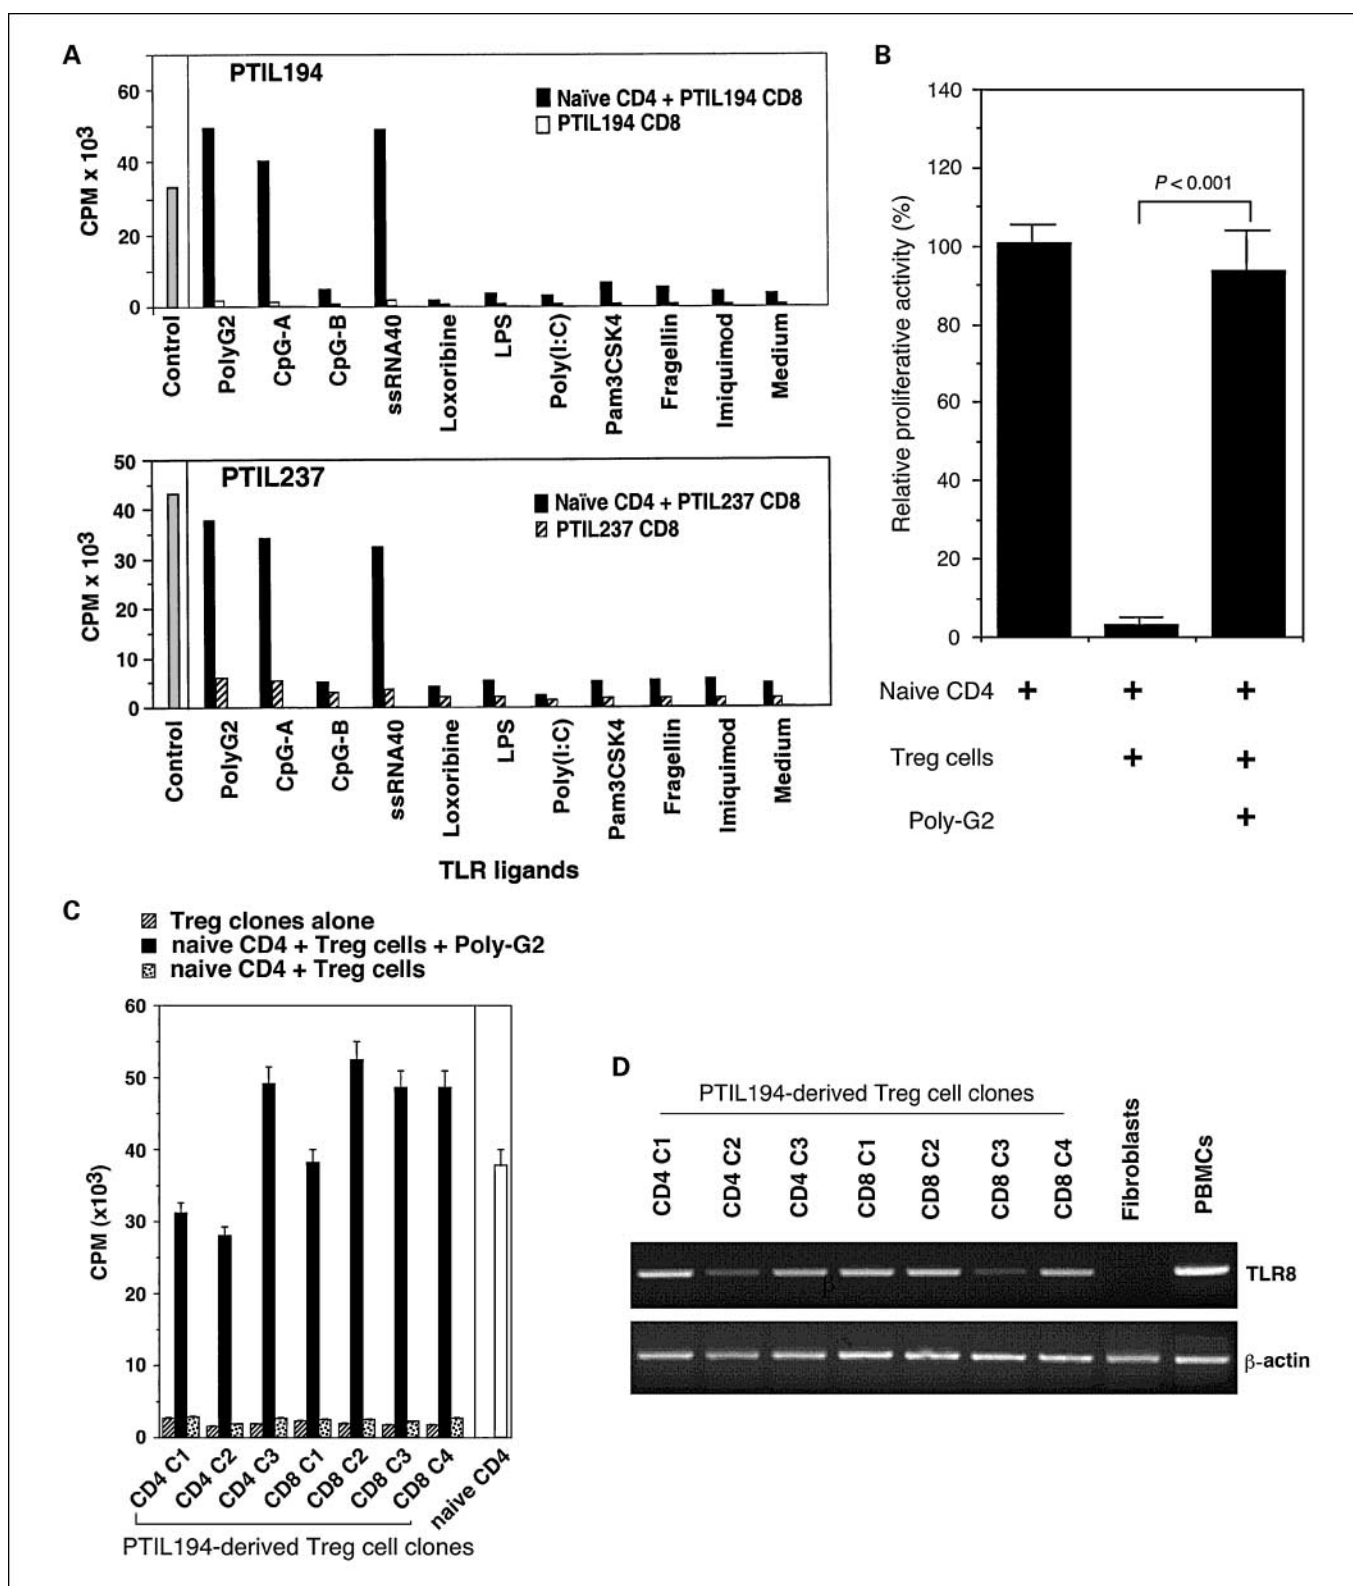 A
PTIL194
CPM x 10³
60
40
20
0
Naïve CD4 + PTIL194 CD8
PTIL194 CD8
Control
PolyG2
CpG-A
CpG-B
ssRNA40
Loxoribine
LPS
Poly(I:C)
Pam3CSK4
Fragellin
Imiquimod
Medium
PTIL237
CPM x 10³
50
40
30
20
10
0
Naïve CD4 + PTIL237 CD8
PTIL237 CD8
Control
PolyG2
CpG-A
CpG-B
ssRNA40
Loxoribine
LPS
Poly(I:C)
Pam3CSK4
Fragellin
Imiquimod
Medium
TLR ligands
B
Relative proliferative activity (%)
140
120
100
80
60
40
20
0
P < 0.001
Naive CD4 + + +
Treg cells + +
Poly-G2 +
C
Treg clones alone
naive CD4 + Treg cells + Poly-G2
naive CD4 + Treg cells
CPM (x10³)
60
50
40
30
20
10
0
CD4 C1
CD4 C2
CD4 C3
CD8 C1
CD8 C2
CD8 C3
CD8 C4
naive CD4
PTIL194-derived Treg cell clones
D
PTIL194-derived Treg cell clones
CD4 C1
CD4 C2
CD4 C3
CD8 C1
CD8 C2
CD8 C3
CD8 C4
Fibroblasts
PBMCs
β
TLR8
β-actin